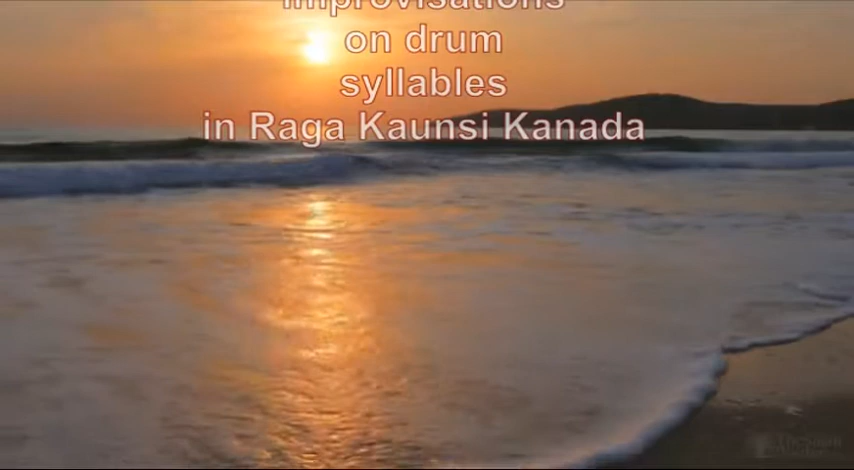 Improvisations
on drum
syllables
in Raga Kaunsi Kanada